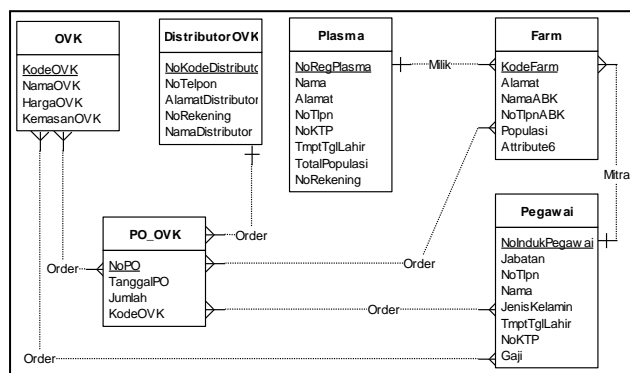 OVK
KodeOVK
NamaOVK
HargaOVK
KemasanOVK
DistributorOVK
NoKodeDistributo
NoTelpon
AlamatDistributor
NoRekening
NamaDistributor
Plasma
NoRegPlasma
Nama
Alamat
NoTlpn
NoKTP
TmptTglLahir
TotalPopulasi
NoRekening
Milik
Farm
KodeFarm
Alamat
NamaABK
NoTlpnABK
Populasi
Attribute6
Mitra
PO_OVK
NoPO
TanggalPO
Jumlah
KodeOVK
Order
Order
Order
Order
Order
Pegawai
NoIndukPegawai
Jabatan
NoTlpn
Nama
JenisKelamin
TmptTglLahir
NoKTP
Gaji